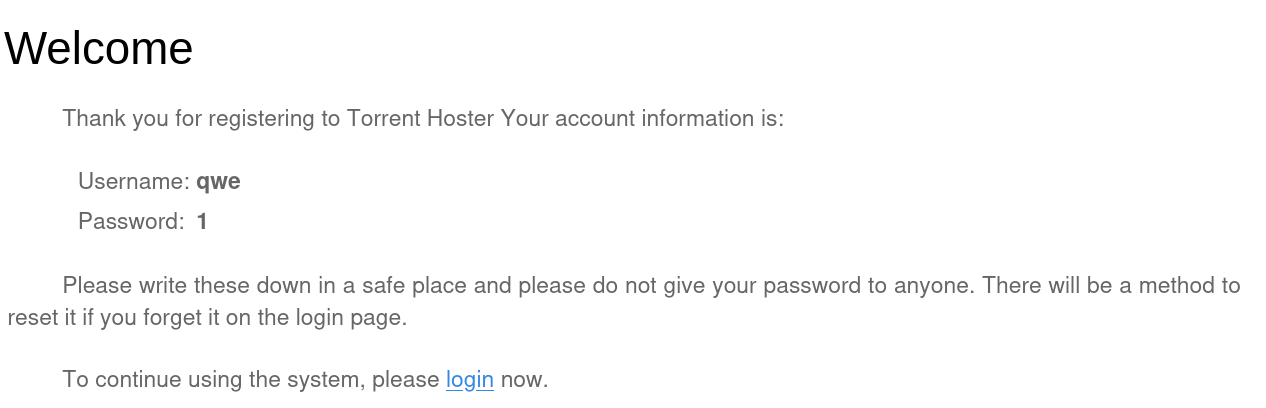 Welcome
Thank you for registering to Torrent Hoster Your account information is:
Username: qwe
Password: 1
Please write these down in a safe place and please do not give your password to anyone. There will be a method to
reset it if you forget it on the login page.
To continue using the system, please login now.